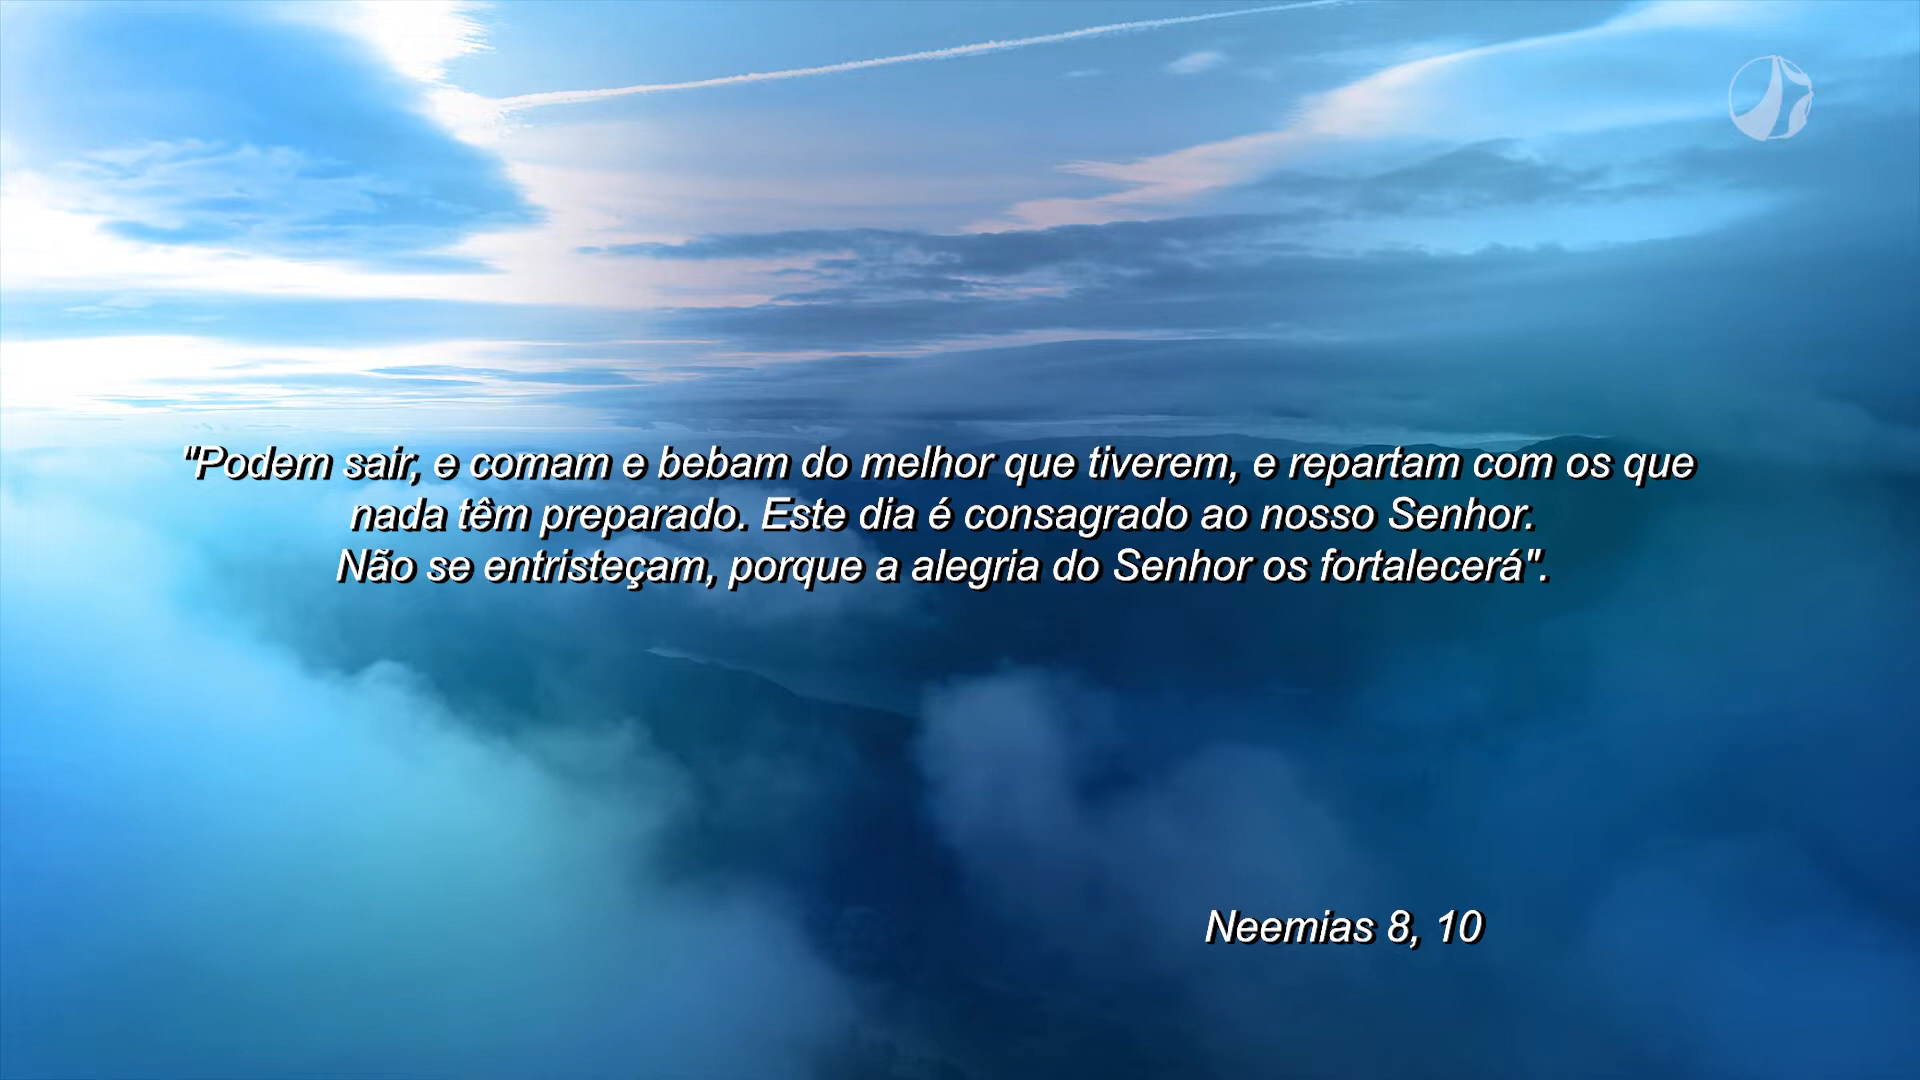 "Podem sair, e comam e bebam do melhor que tiverem, e repartam com os que
nada têm preparado. Este dia é consagrado ao nosso Senhor.
Não se entristeçam, porque a alegria do Senhor os fortalecerá".
Neemias 8, 10